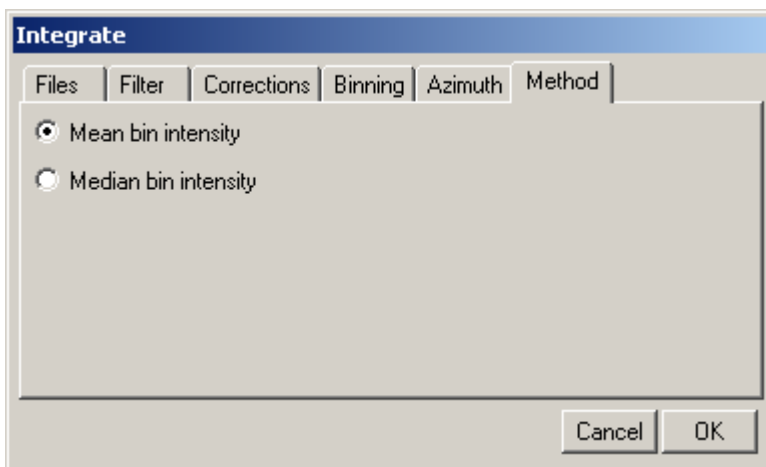 Integrate
Files Filter Corrections Binning Azimuth Method
Mean bin intensity
Median bin intensity
Cancel OK